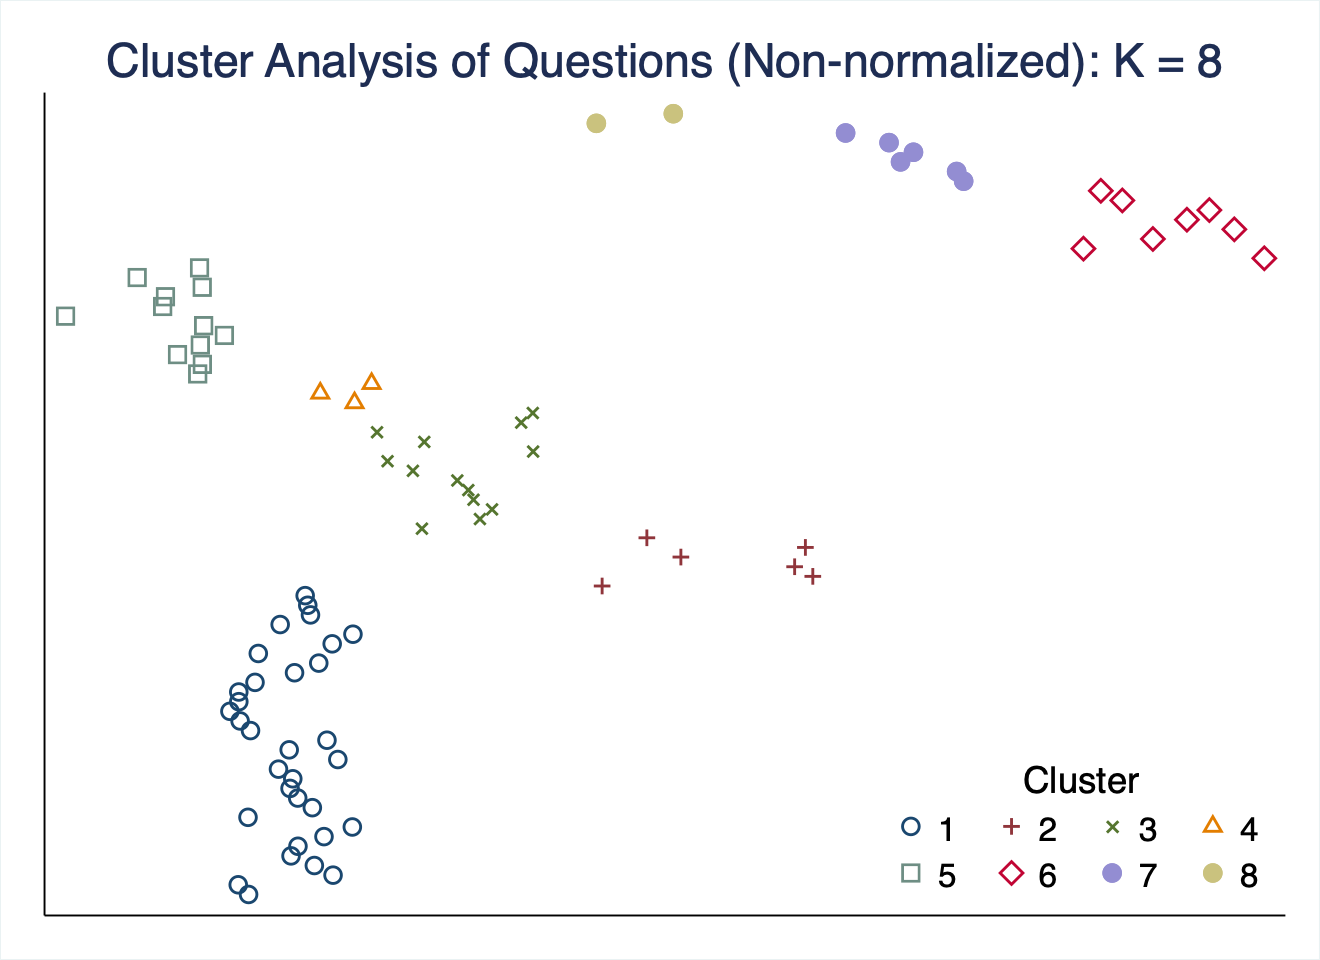 Cluster Analysis of Questions (Non-normalized): K = 8
Cluster
1 2 3 4
5 6 7 8